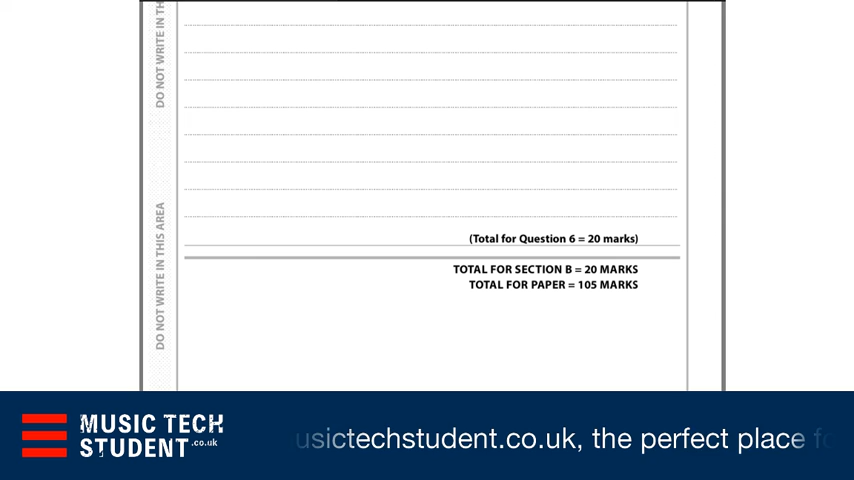 DO NOT WRITE IN TH
DO NOT WRITE IN THIS AREA
(Total for Question 6 = 20 marks)
TOTAL FOR SECTION B = 20 MARKS
TOTAL FOR PAPER = 105 MARKS
MUSIC TECH
STUDENT.co.uk
usictechstudent.co.uk, the perfect place fo